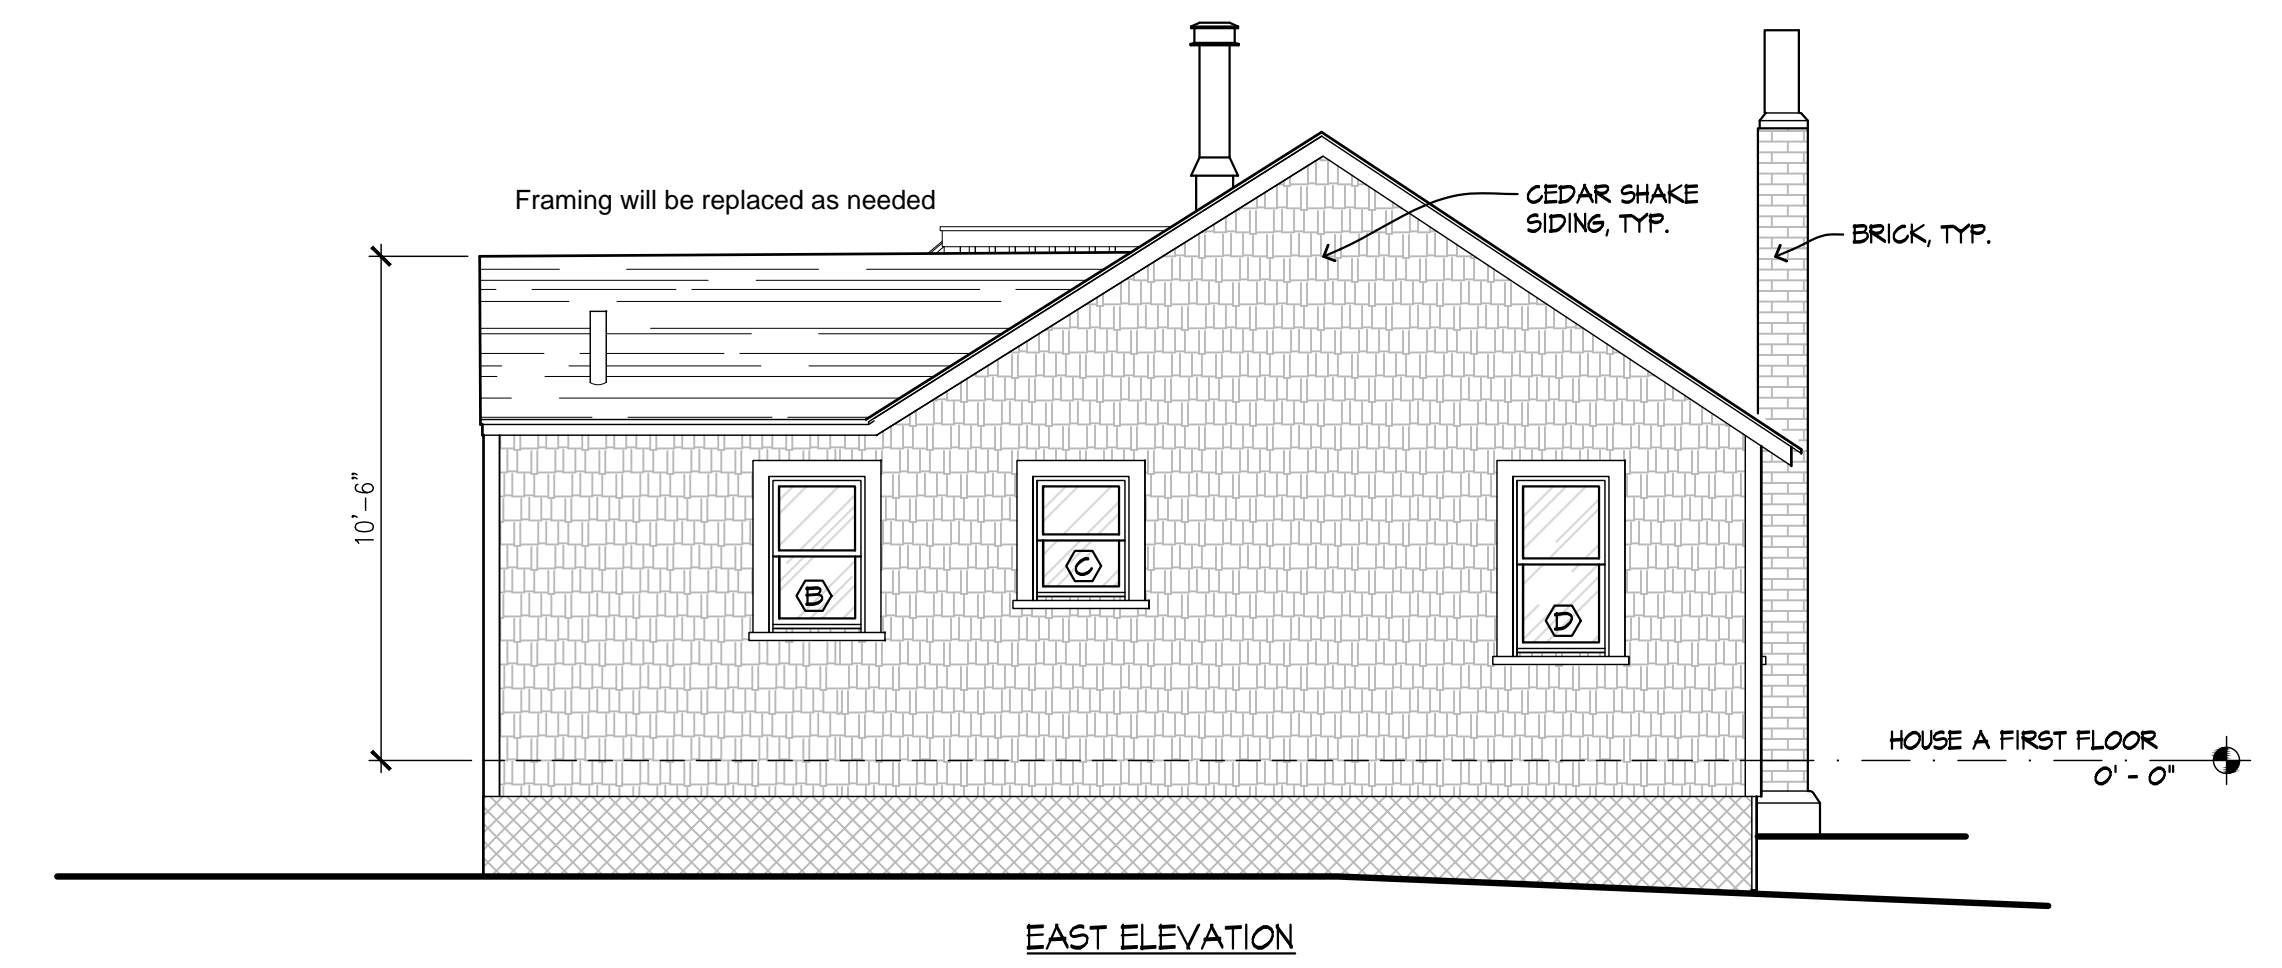 Framing will be replaced as needed
CEDAR SHAKE
SIDING, TYP.
BRICK, TYP.
10'-6"
B
C
D
HOUSE A FIRST FLOOR
0' - 0"
EAST ELEVATION